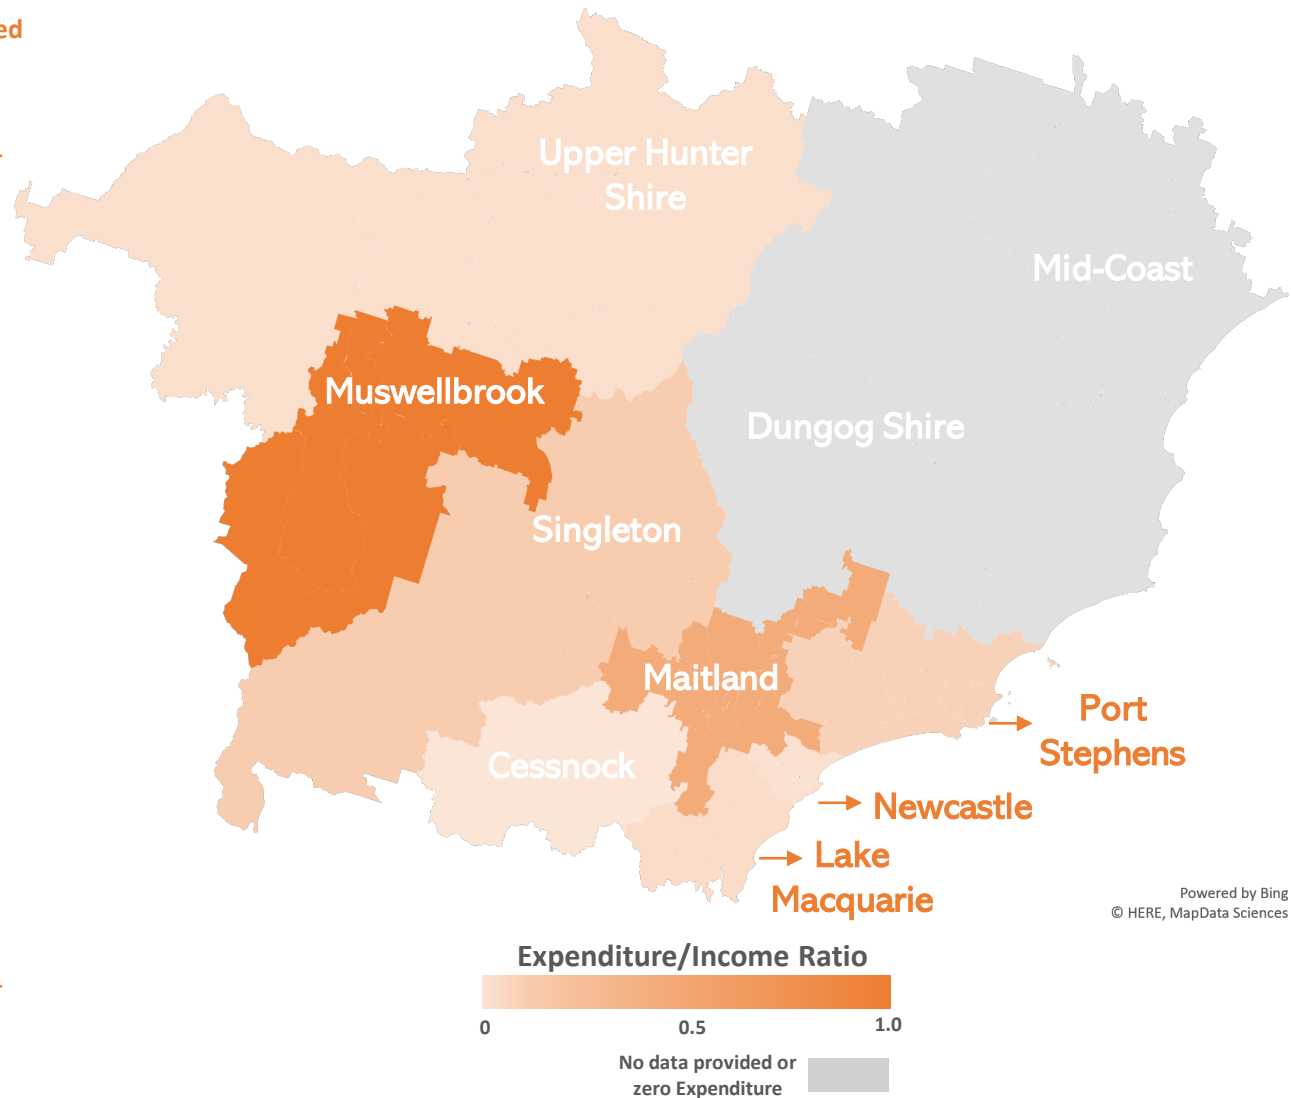 Upper Hunter
Shire
Mid-Coast
Muswellbrook
Dungog Shire
Singleton
Maitland
Port
Stephens
Cessnock
Newcastle
Lake
Macquarie
Powered by Bing
© HERE, MapData Sciences
Expenditure/Income Ratio
0
0.5
1.0
No data provided or
zero Expenditure